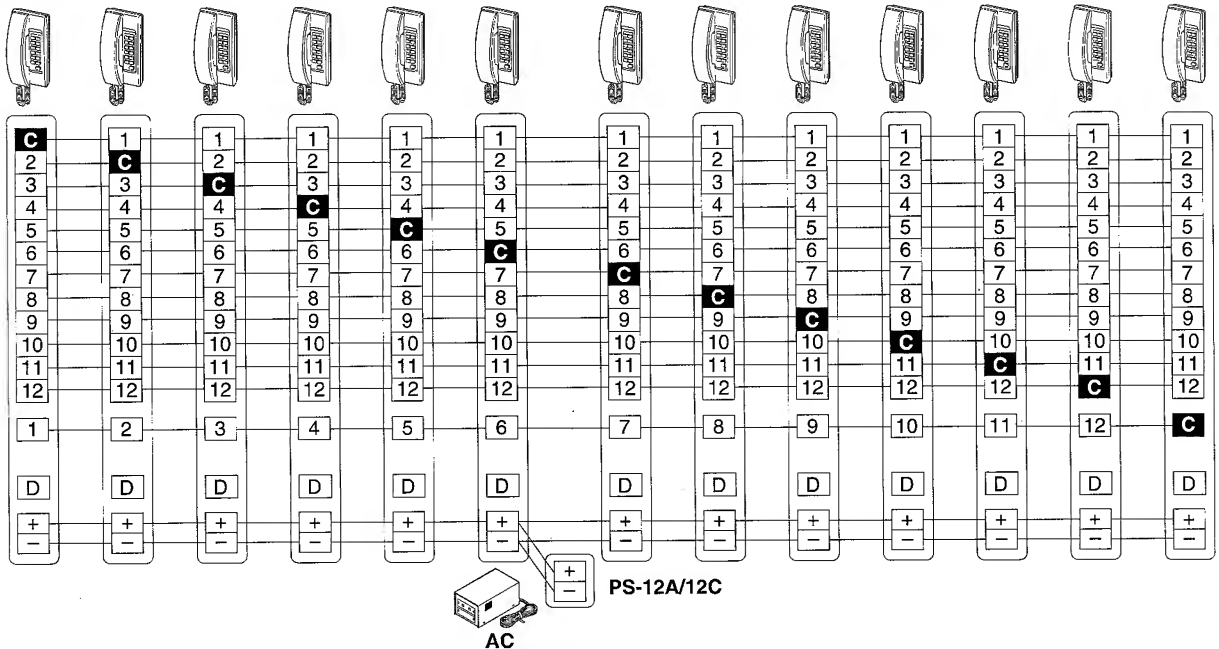 C 1 1 1 1 1 1 1 1 1 1 1 1
2 C 2 2 2 2 2 2 2 2 2 2 2
3 3 C 3 3 3 3 3 3 3 3 3 3
4 4 4 C 4 4 4 4 4 4 4 4 4
5 5 5 5 C 5 5 5 5 5 5 5 5
6 6 6 6 6 C 6 6 6 6 6 6 6
7 7 7 7 7 7 C 7 7 7 7 7 7
8 8 8 8 8 8 8 C 8 8 8 8 8
9 9 9 9 9 9 9 9 C 9 9 9 9
10 10 10 10 10 10 10 10 10 C 10 10 10
11 11 11 11 11 11 11 11 11 11 C 11 11
12 12 12 12 12 12 12 12 12 12 12 C 12
1 2 3 4 5 6 7 8 9 10 11 12 C
D D D D D D D D D D D D D
+ + + + + + + + + + + + +
− − − − − − − − − − − − −
+
−
PS-12A/12C
AC